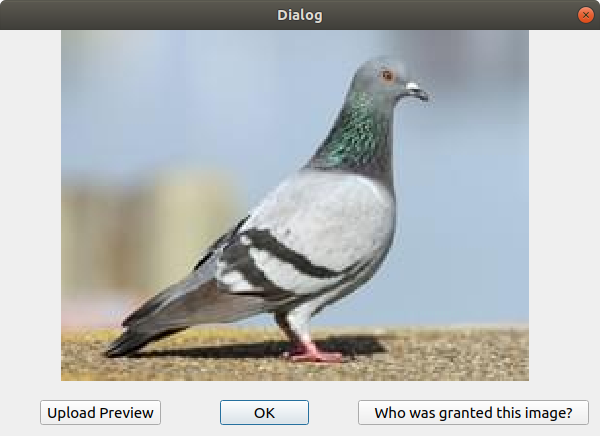 Dialog
Upload Preview
OK
Who was granted this image?